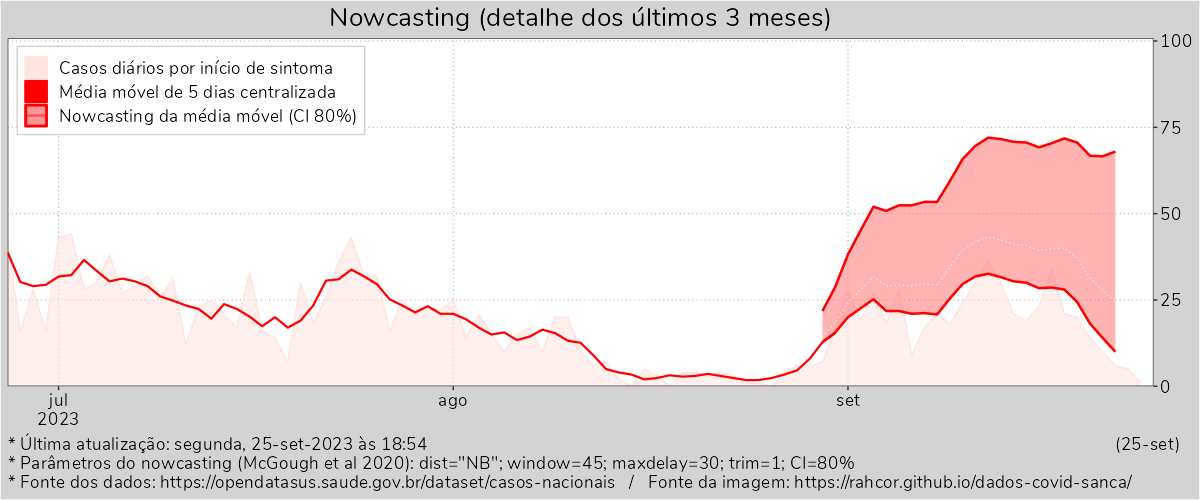 Nowcasting (detalhe dos últimos 3 meses)
Casos diários por início de sintoma
Média móvel de 5 dias centralizada
Nowcasting da média móvel (CI 80%)
100
75
50
25
0
jul
2023
ago
set
* Última atualização: segunda, 25-set-2023 às 18:54
(25-set)
* Parâmetros do nowcasting (McGough et al 2020): dist="NB"; window=45; maxdelay=30; trim=1; CI=80%
* Fonte dos dados: https://opendatasus.saude.gov.br/dataset/casos-nacionais / Fonte da imagem: https://rahcor.github.io/dados-covid-sanca/